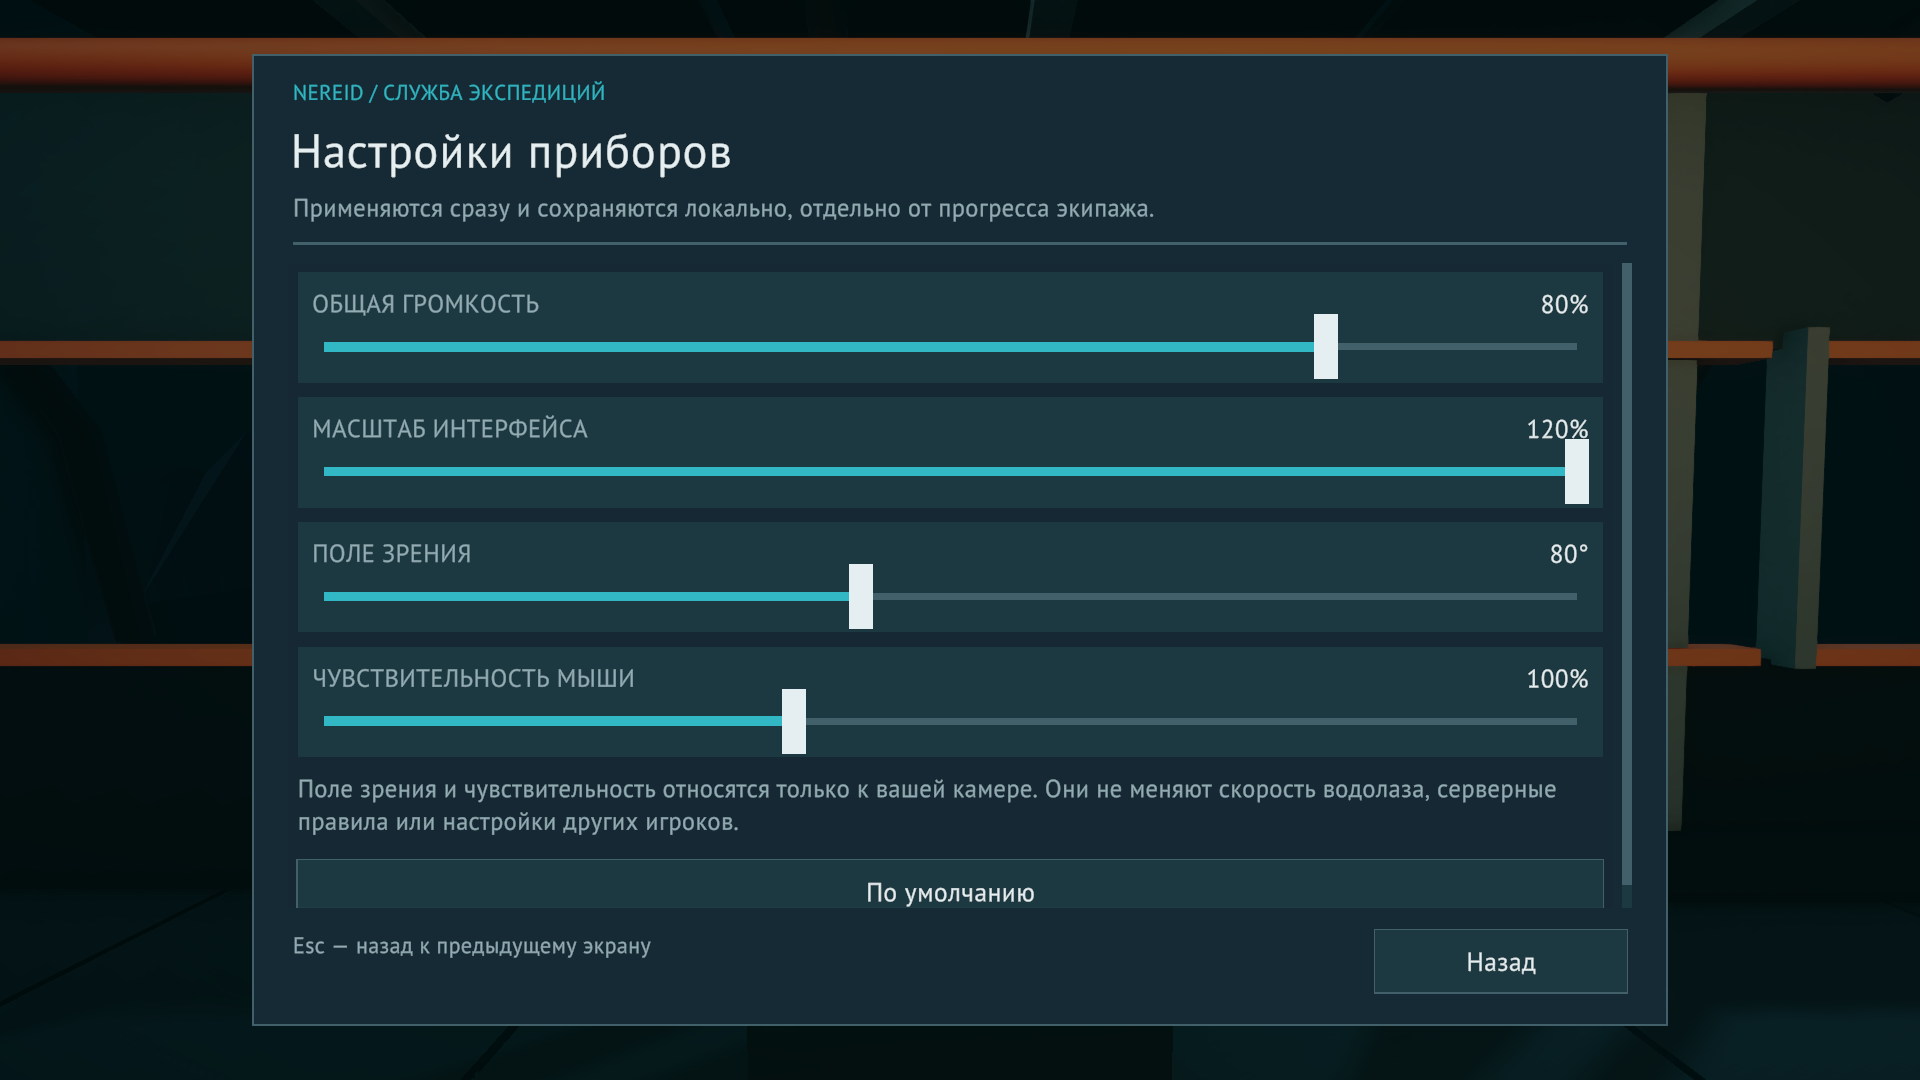 NEREID / СЛУЖБА ЭКСПЕДИЦИЙ
Настройки приборов
Применяются сразу и сохраняются локально, отдельно от прогресса экипажа.
ОБЩАЯ ГРОМКОСТЬ 80%
МАСШТАБ ИНТЕРФЕЙСА 120%
ПОЛЕ ЗРЕНИЯ 80°
ЧУВСТВИТЕЛЬНОСТЬ МЫШИ 100%
Поле зрения и чувствительность относятся только к вашей камере. Они не меняют скорость водолаза, серверные
правила или настройки других игроков.
По умолчанию
Esc — назад к предыдущему экрану
Назад